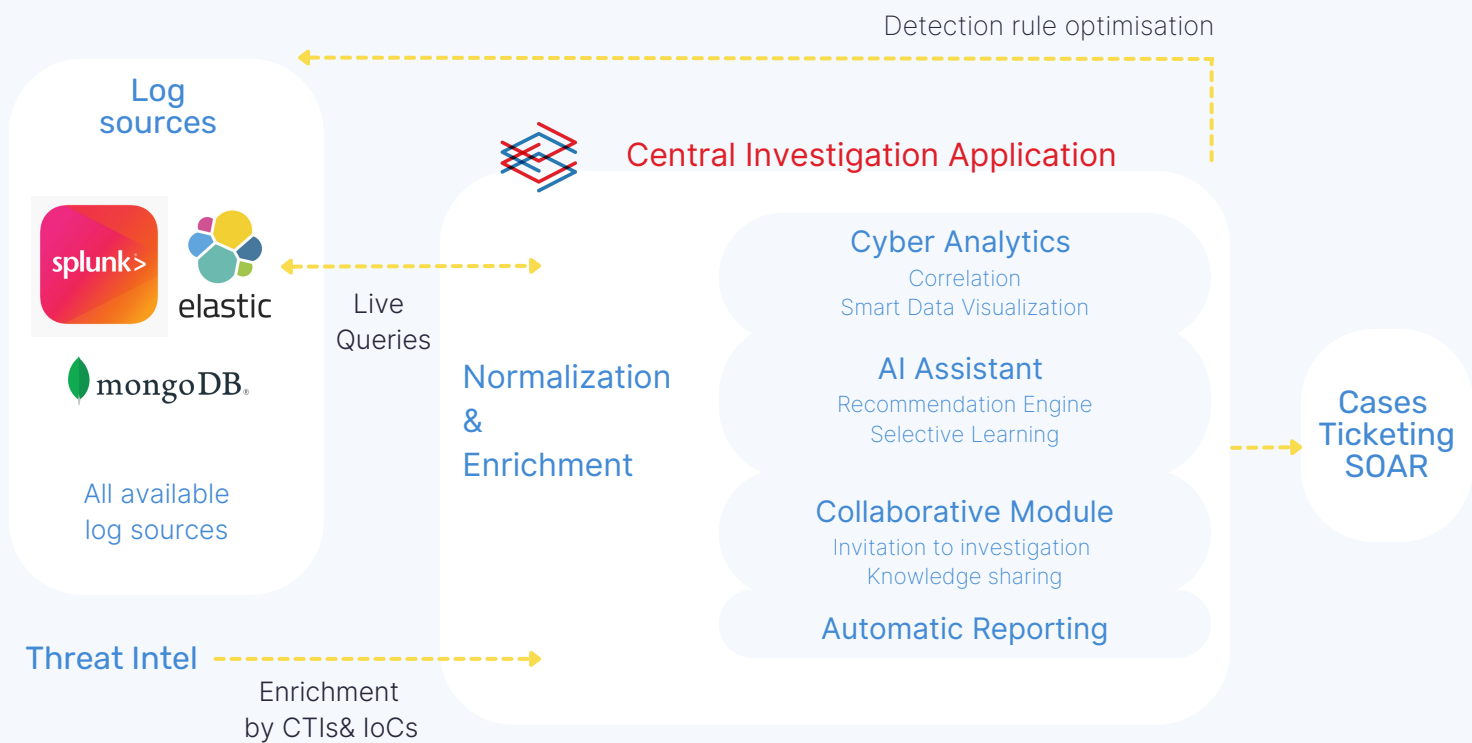 Detection rule optimisation
Log
sources
splunk>
elastic
mongoDB®
All available
log sources
Live
Queries
Central Investigation Application
Normalization
&
Enrichment
Cyber Analytics
Correlation
Smart Data Visualization
AI Assistant
Recommendation Engine
Selective Learning
Collaborative Module
Invitation to investigation
Knowledge sharing
Automatic Reporting
Cases
Ticketing
SOAR
Threat Intel
Enrichment
by CTIs& IoCs